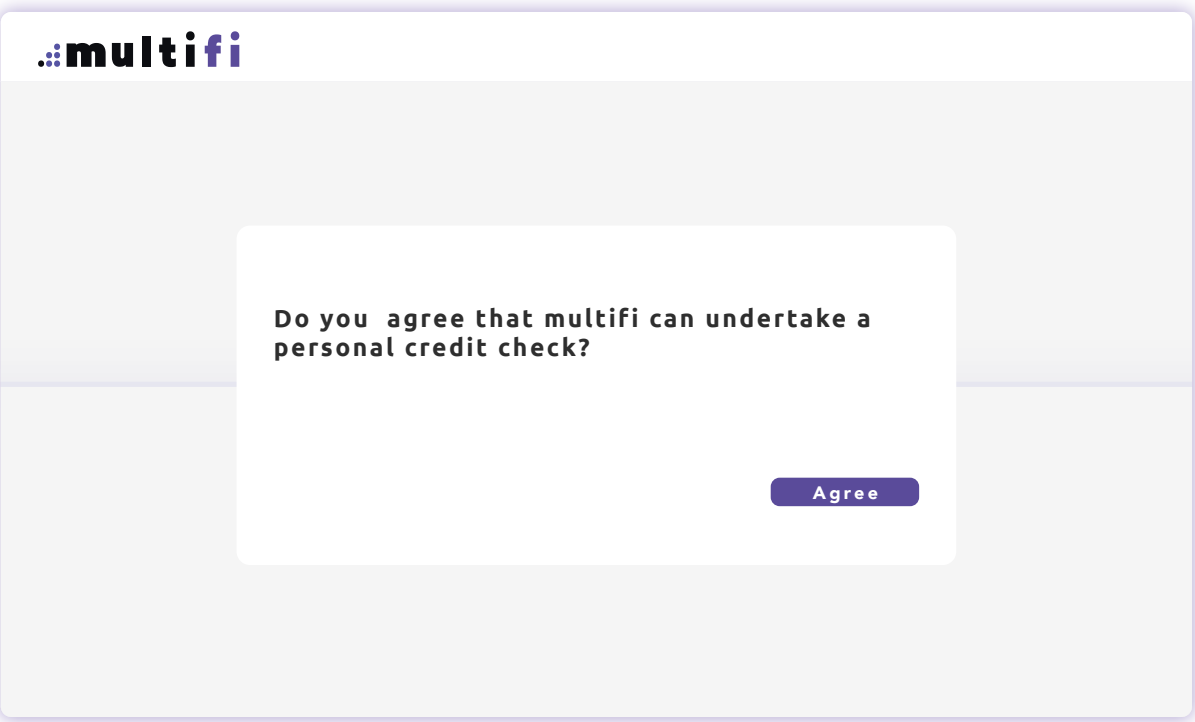 multifi
Do you  agree that multifi can undertake a
personal credit check?
Agree